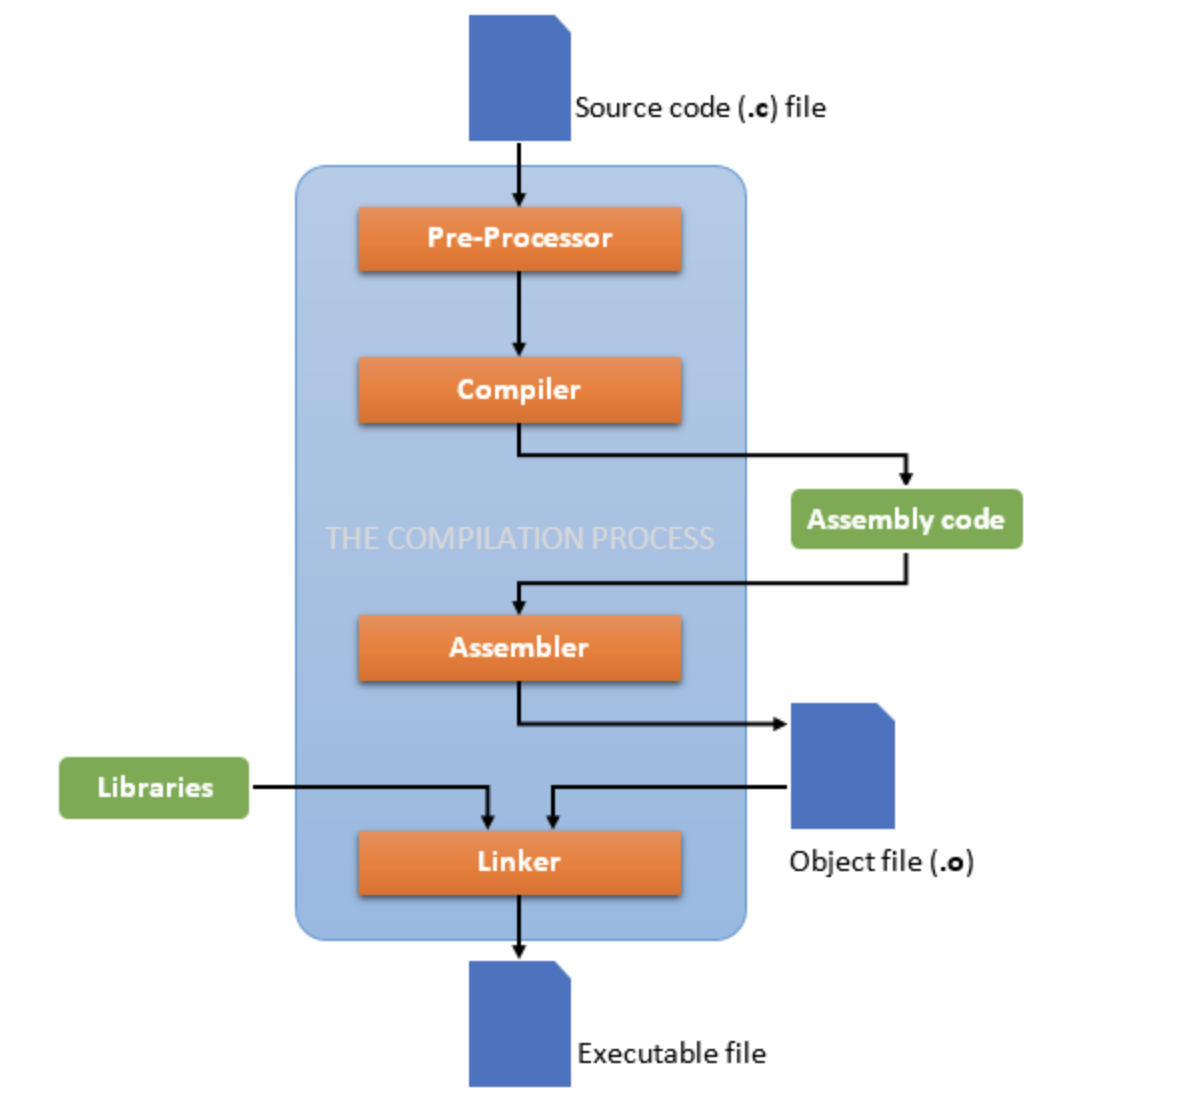 Source code (.c) file
Pre-Processor
Compiler
Assembly code
THE COMPILATION PROCESS
Assembler
Libraries
Linker
Object file (.o)
Executable file